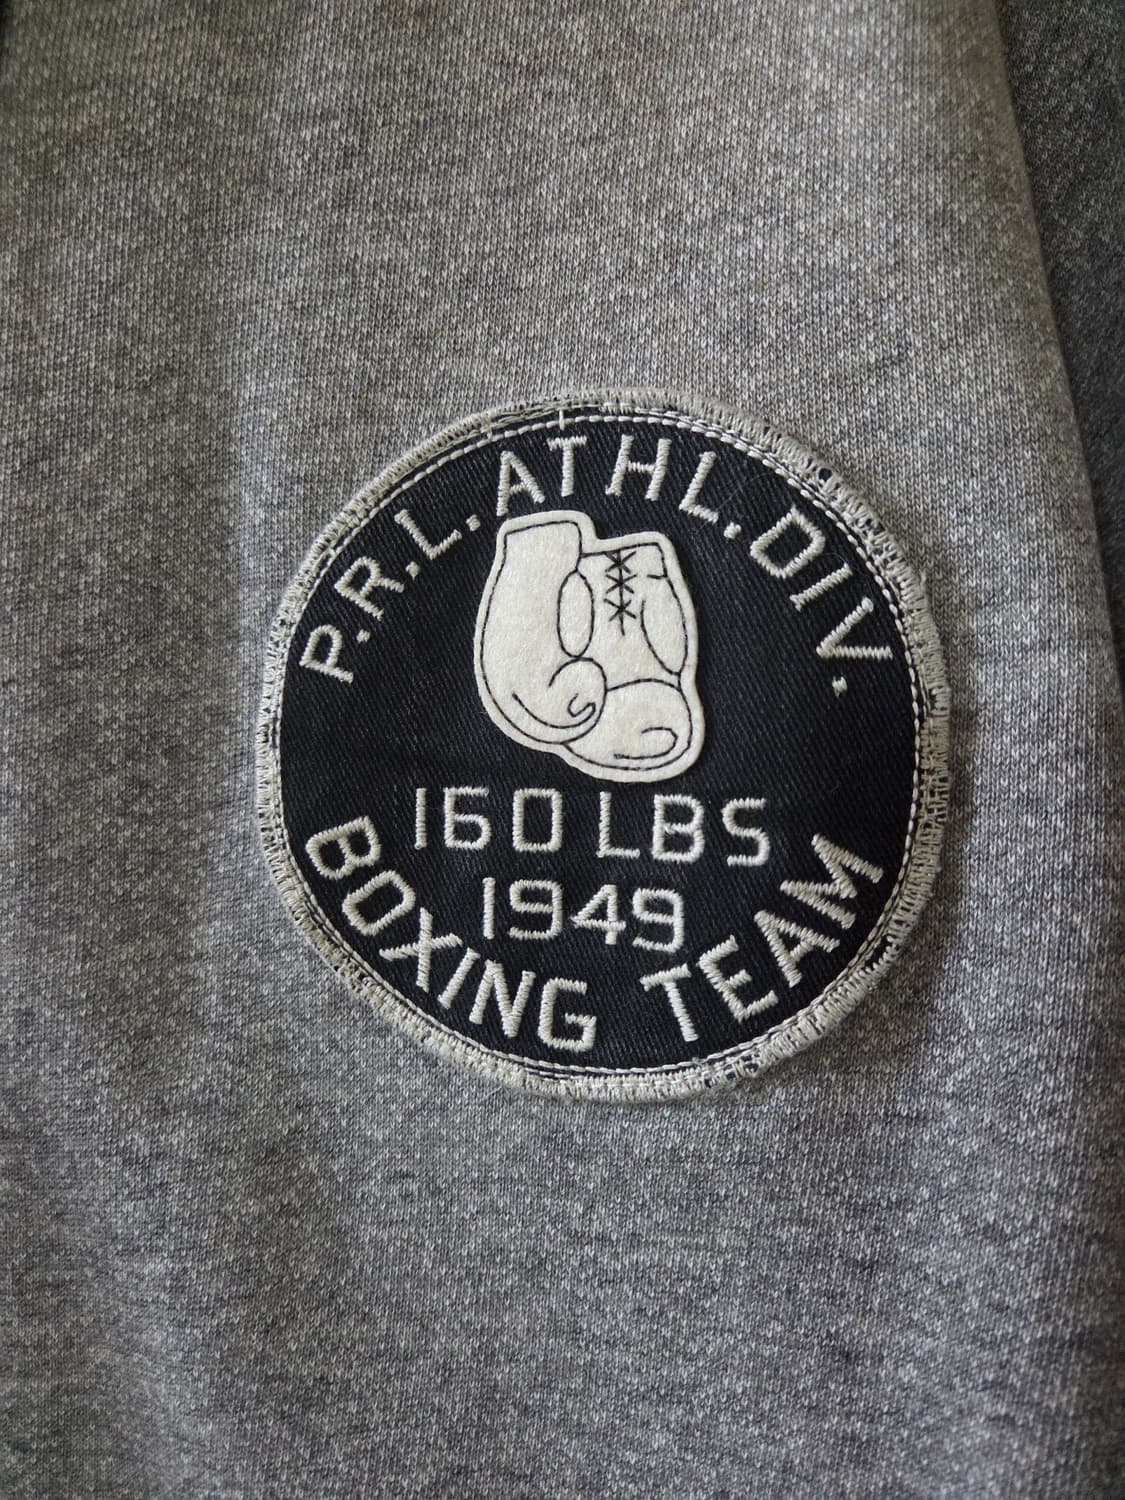 P.R.L. ATHL. DIV.
160 LBS
1949
BOXING TEAM